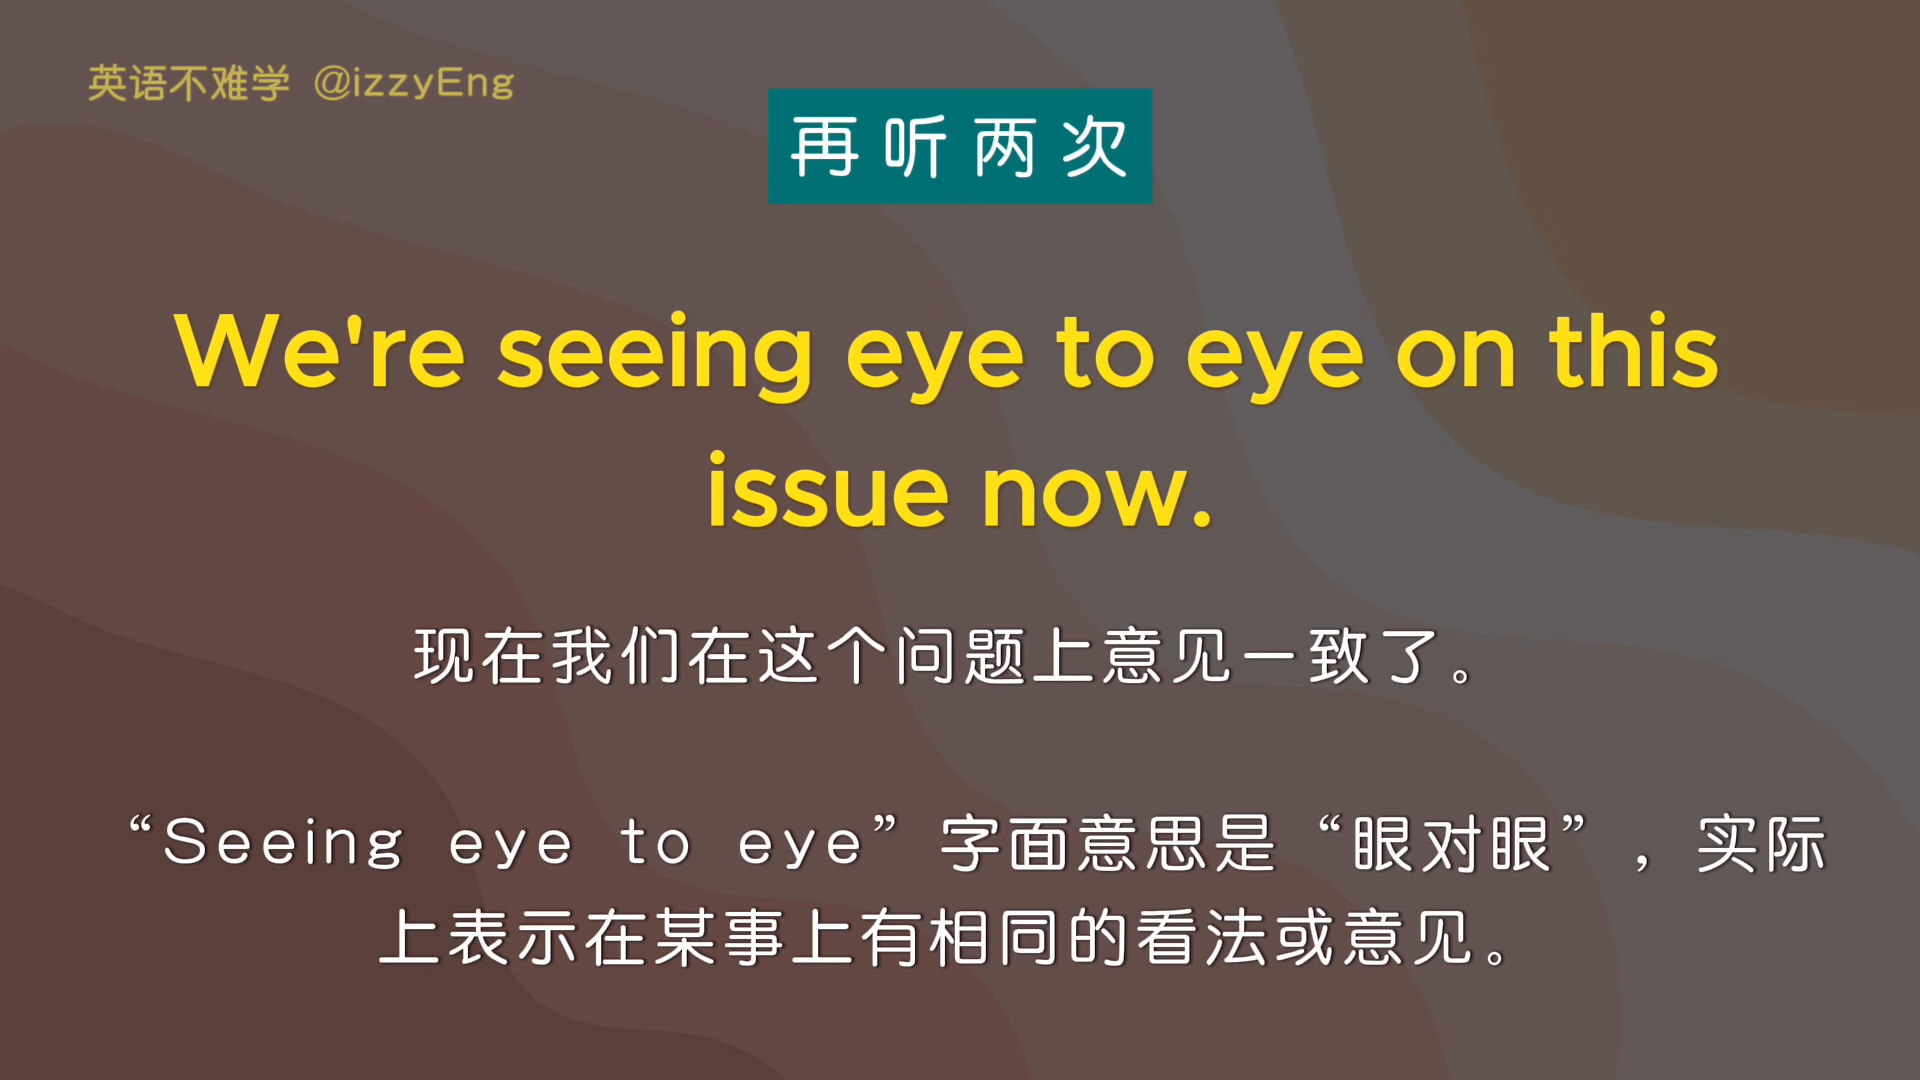 英语不难学 @izzyEng
再听两次
We're seeing eye to eye on this
issue now.
现在我们在这个问题上意见一致了。
“Seeing eye to eye”字面意思是“眼对眼”，实际
上表示在某事上有相同的看法或意见。